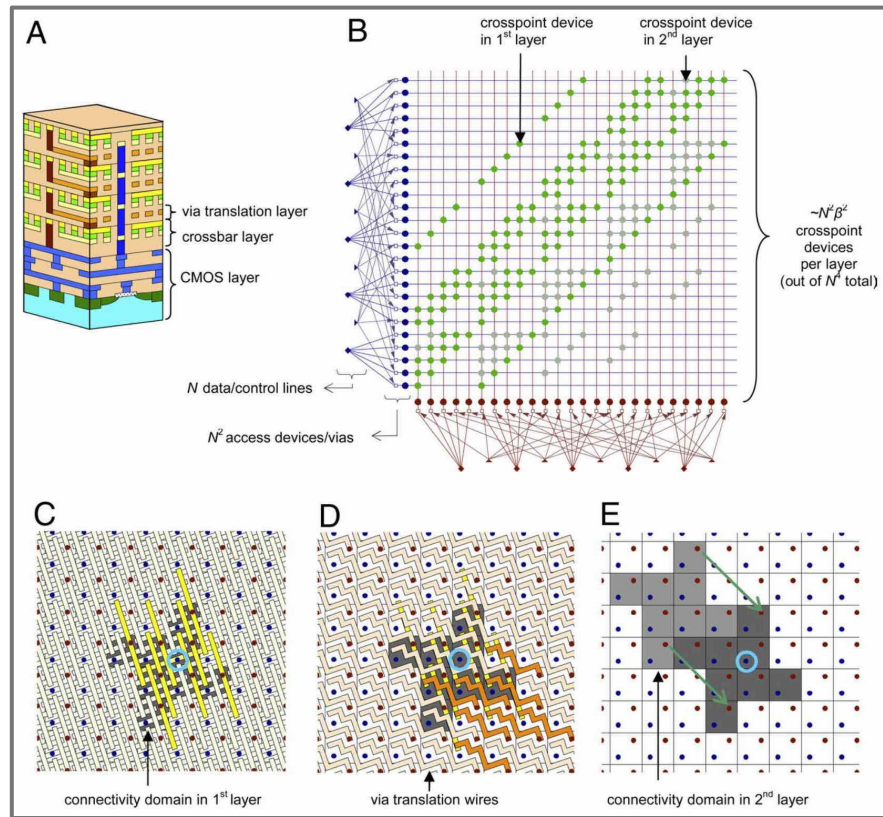 A
via translation layer
crossbar layer
CMOS layer
B
crosspoint device
in 1st layer
crosspoint device
in 2nd layer
~N²β²
crosspoint
devices
per layer
(out of N⁴ total)
N data/control lines
N² access devices/vias
C
connectivity domain in 1st layer
D
via translation wires
E
connectivity domain in 2nd layer